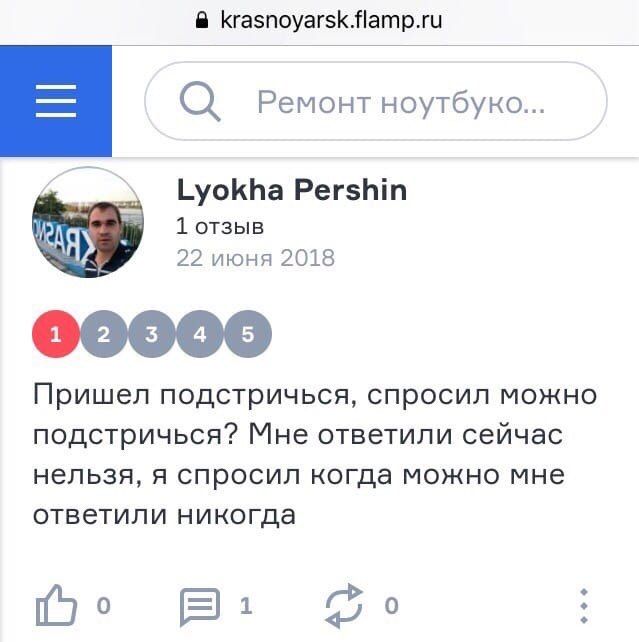 krasnoyarsk.flamp.ru
Ремонт ноутбуко...
Lyokha Pershin
1 отзыв
22 июня 2018
1 2 3 4 5
Пришел подстричься, спросил можно
подстричься? Мне ответили сейчас
нельзя, я спросил когда можно мне
ответили никогда
0 1 0